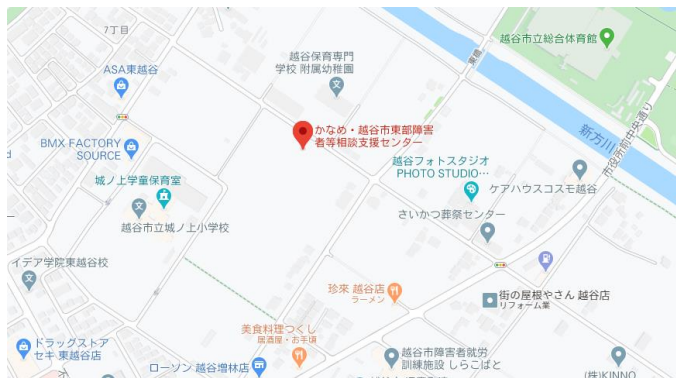 7丁目
越谷市立総合体育館
越谷保育専門
学校 附属幼稚園
ASA東越谷
かなめ・越谷市東部障害
者等相談支援センター
新方川
市役所前中央通り
BMX FACTORY
SOURCE
越谷フォトスタジオ
PHOTO STUDIO…
城ノ上学童保育室
ケアハウスコスモ越谷
越谷市立城ノ上小学校
さいかつ葬祭センター
イデア学院東越谷校
珍來 越谷店
ラーメン
街の屋根やさん 越谷店
リフォーム業
美食料理つくし
居酒屋・お手頃
ドラッグストア
セキ 東越谷店
ローソン 越谷増林店
越谷市障害者就労
訓練施設 しらこばと
(株)KINNO